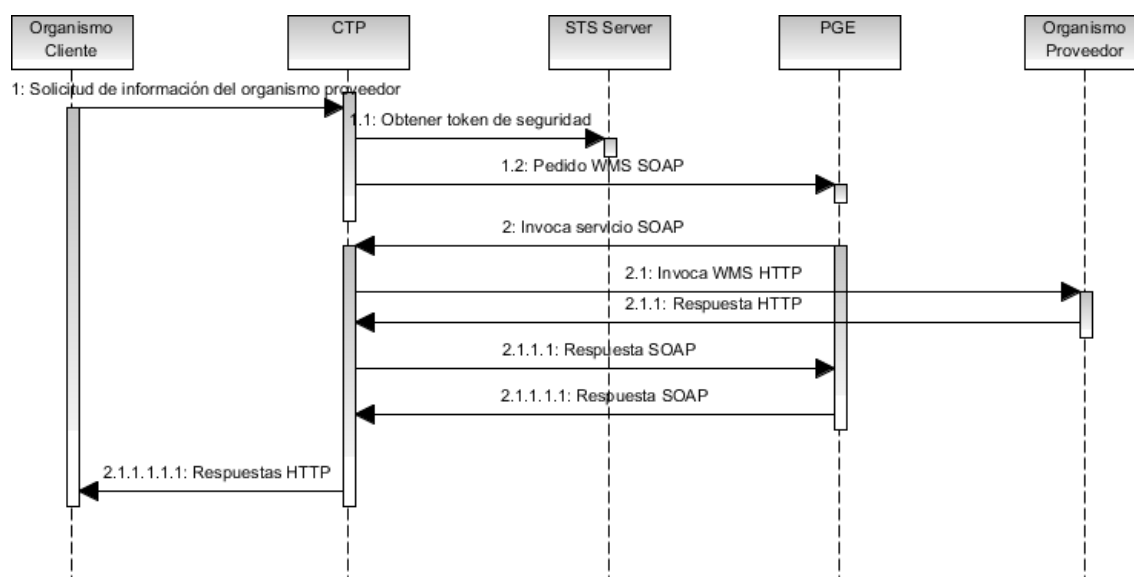 Organismo
Cliente
CTP
STS Server
PGE
Organismo
Proveedor
1: Solicitud de información del organismo proveedor
1.1: Obtener token de seguridad
1.2: Pedido WMS SOAP
2: Invoca servicio SOAP
2.1: Invoca WMS HTTP
2.1.1: Respuesta HTTP
2.1.1.1: Respuesta SOAP
2.1.1.1.1: Respuesta SOAP
2.1.1.1.1.1: Respuestas HTTP